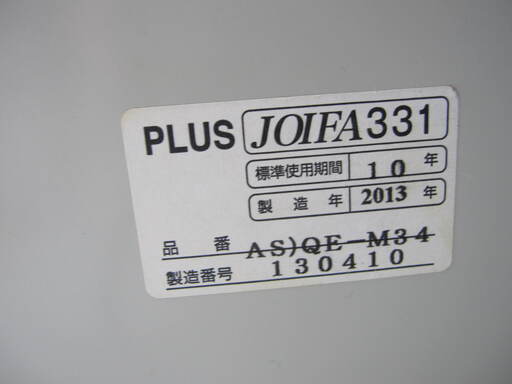 PLUS JOIFA331
標準使用期間 10 年
製造年 2013 年
品番 AS)QE-M34
製造番号 130410